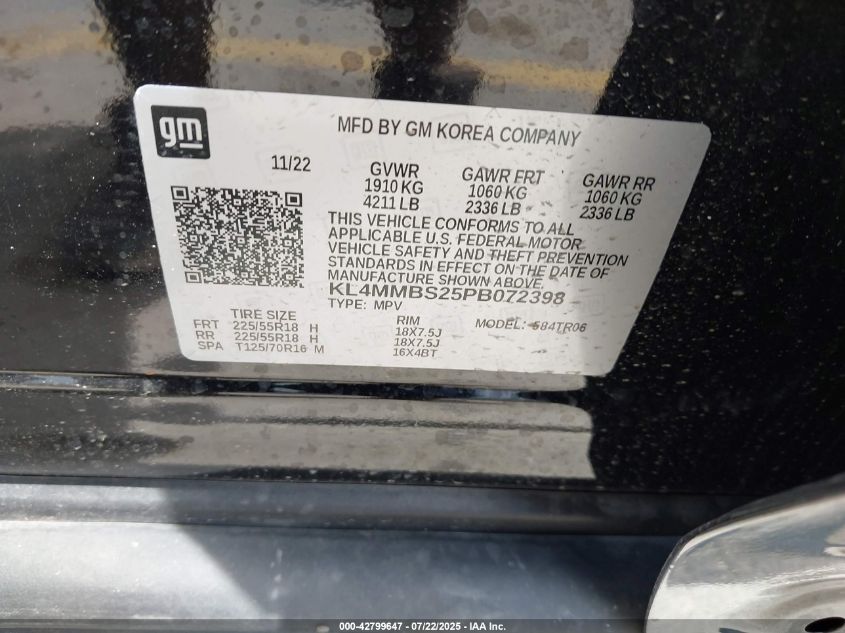 gm
MFD BY GM KOREA COMPANY
11/22
GVWR
1910 KG
4211 LB
GAWR FRT
1060 KG
2336 LB
GAWR RR
1060 KG
2336 LB
THIS VEHICLE CONFORMS TO ALL
APPLICABLE U.S. FEDERAL MOTOR
VEHICLE SAFETY AND THEFT PREVENTION
STANDARDS IN EFFECT ON THE DATE OF
MANUFACTURE SHOWN ABOVE.
KL4MMBS25PB072398
TYPE: MPV
TIRE SIZE RIM MODEL: 584TR06
FRT 225/55R18 H 18X7.5J
RR 225/55R18 H 18X7.5J
SPA T125/70R16 M 16X4BT
000-42799647 | 07/22/2025 | IAA Inc.